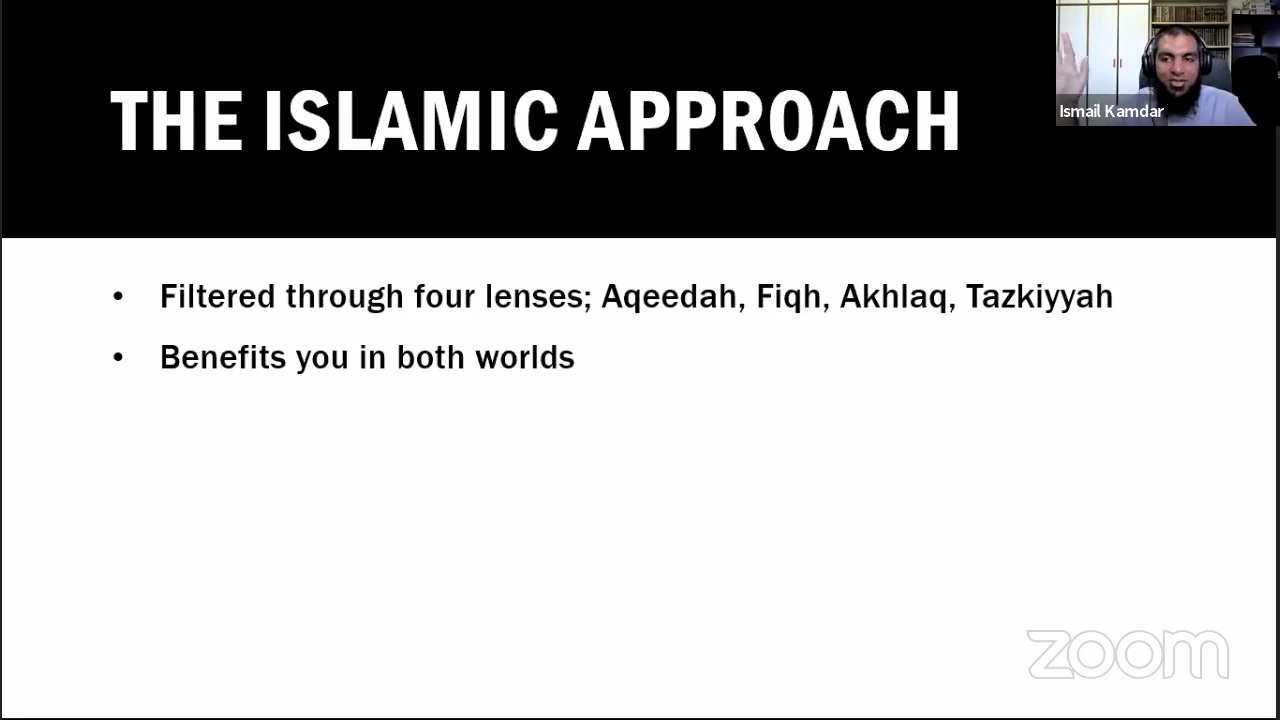 THE ISLAMIC APPROACH
Ismail Kamdar
• Filtered through four lenses; Aqeedah, Fiqh, Akhlaq, Tazkiyyah
• Benefits you in both worlds
zoom